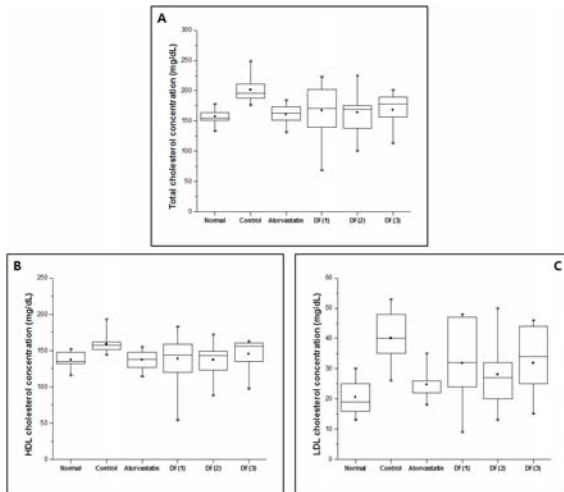 A
Total cholesterol concentration (mg/dL)
300
250
200
150
100
50
0
Normal Control Atorvastatin DF(1) DF(2) DF(3)
B
HDL cholesterol concentration (mg/dL)
250
200
150
100
50
0
Normal Control Atorvastatin DF(1) DF(2) DF(3)
C
LDL cholesterol concentration (mg/dL)
60
50
40
30
20
10
0
Normal Control Atorvastatin DF(1) DF(2) DF(3)